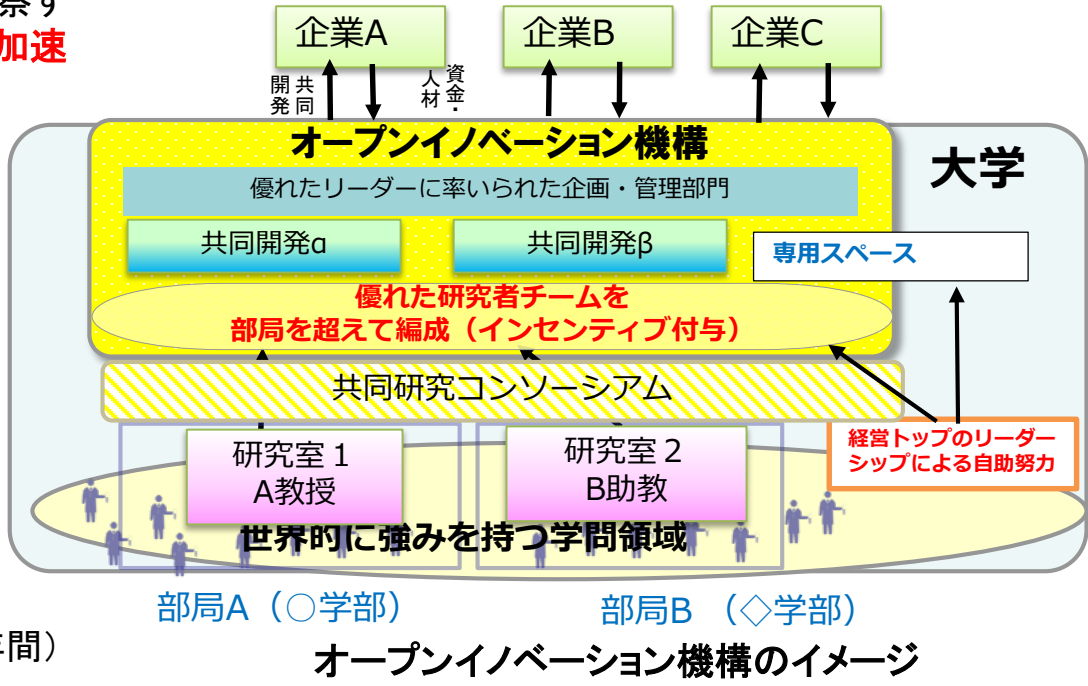 察す
加速
企業A
企業B
企業C
共同
開発
資金・
人材
オープンイノベーション機構
大学
優れたリーダーに率いられた企画・管理部門
共同開発α
共同開発β
専用スペース
優れた研究者チームを
部局を超えて編成（インセンティブ付与）
共同研究コンソーシアム
経営トップのリーダー
シップによる自助努力
研究室１
A教授
研究室２
B助教
世界的に強みを持つ学問領域
部局A（○学部）
部局B （◇学部）
年間）
オープンイノベーション機構のイメージ